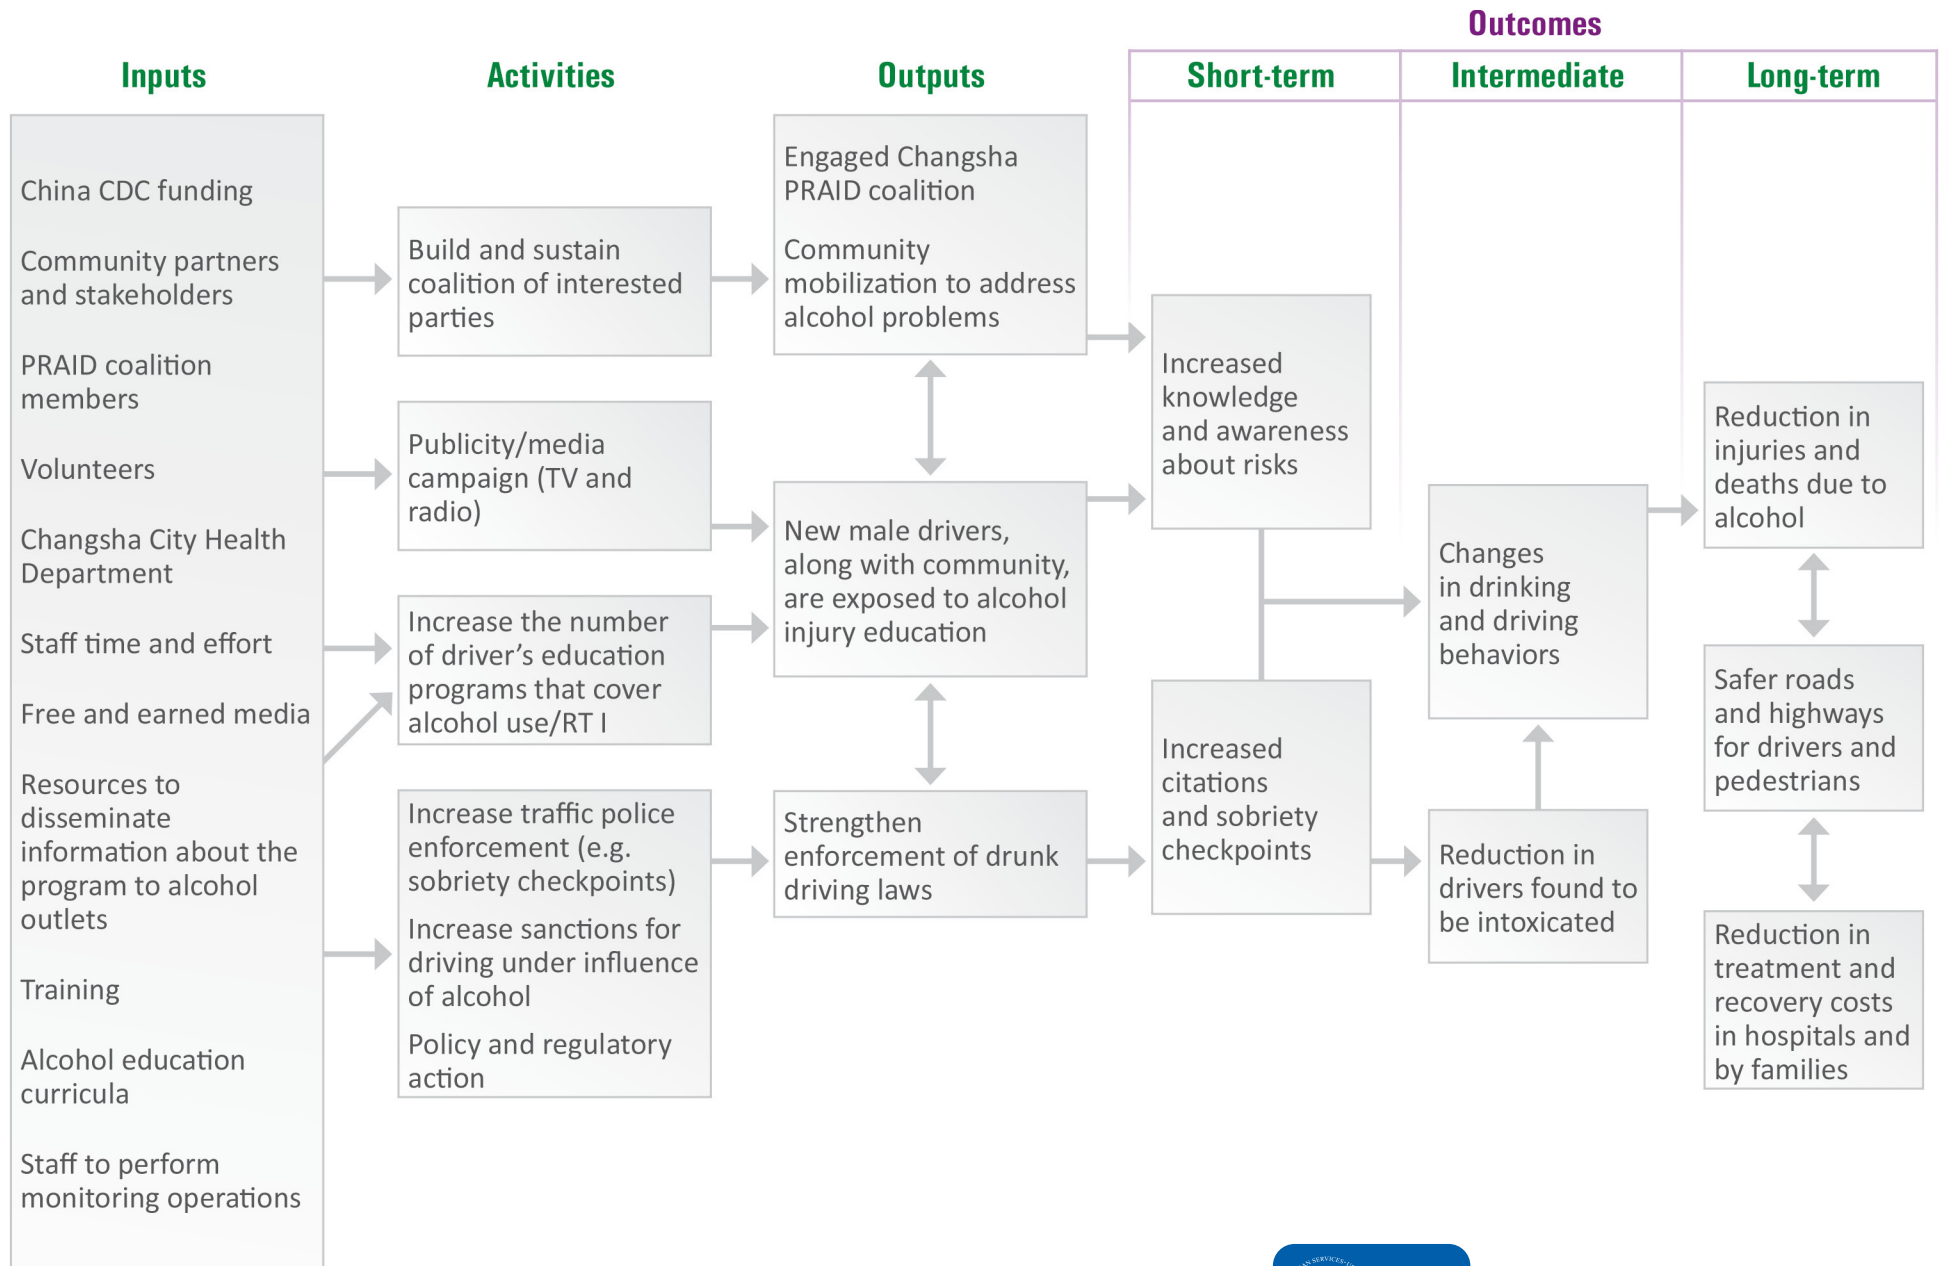 Outcomes
Inputs
Activities
Outputs
Short-term
Intermediate
Long-term
China CDC funding
Community partners
and stakeholders
PRAID coalition
members
Volunteers
Changsha City Health
Department
Staff time and effort
Free and earned media
Resources to
disseminate
information about the
program to alcohol
outlets
Training
Alcohol education
curricula
Staff to perform
monitoring operations
Build and sustain
coalition of interested
parties
Publicity/media
campaign (TV and
radio)
Increase the number
of driver’s education
programs that cover
alcohol use/RT I
Increase traffic police
enforcement (e.g.
sobriety checkpoints)
Increase sanctions for
driving under influence
of alcohol
Policy and regulatory
action
Engaged Changsha
PRAID coalition
Community
mobilization to address
alcohol problems
New male drivers,
along with community,
are exposed to alcohol
injury education
Strengthen
enforcement of drunk
driving laws
Increased
knowledge
and awareness
about risks
Increased
citations
and sobriety
checkpoints
Changes
in drinking
and driving
behaviors
Reduction in
drivers found to
be intoxicated
Reduction in
injuries and
deaths due to
alcohol
Safer roads
and highways
for drivers and
pedestrians
Reduction in
treatment and
recovery costs
in hospitals and
by families
SERVICES